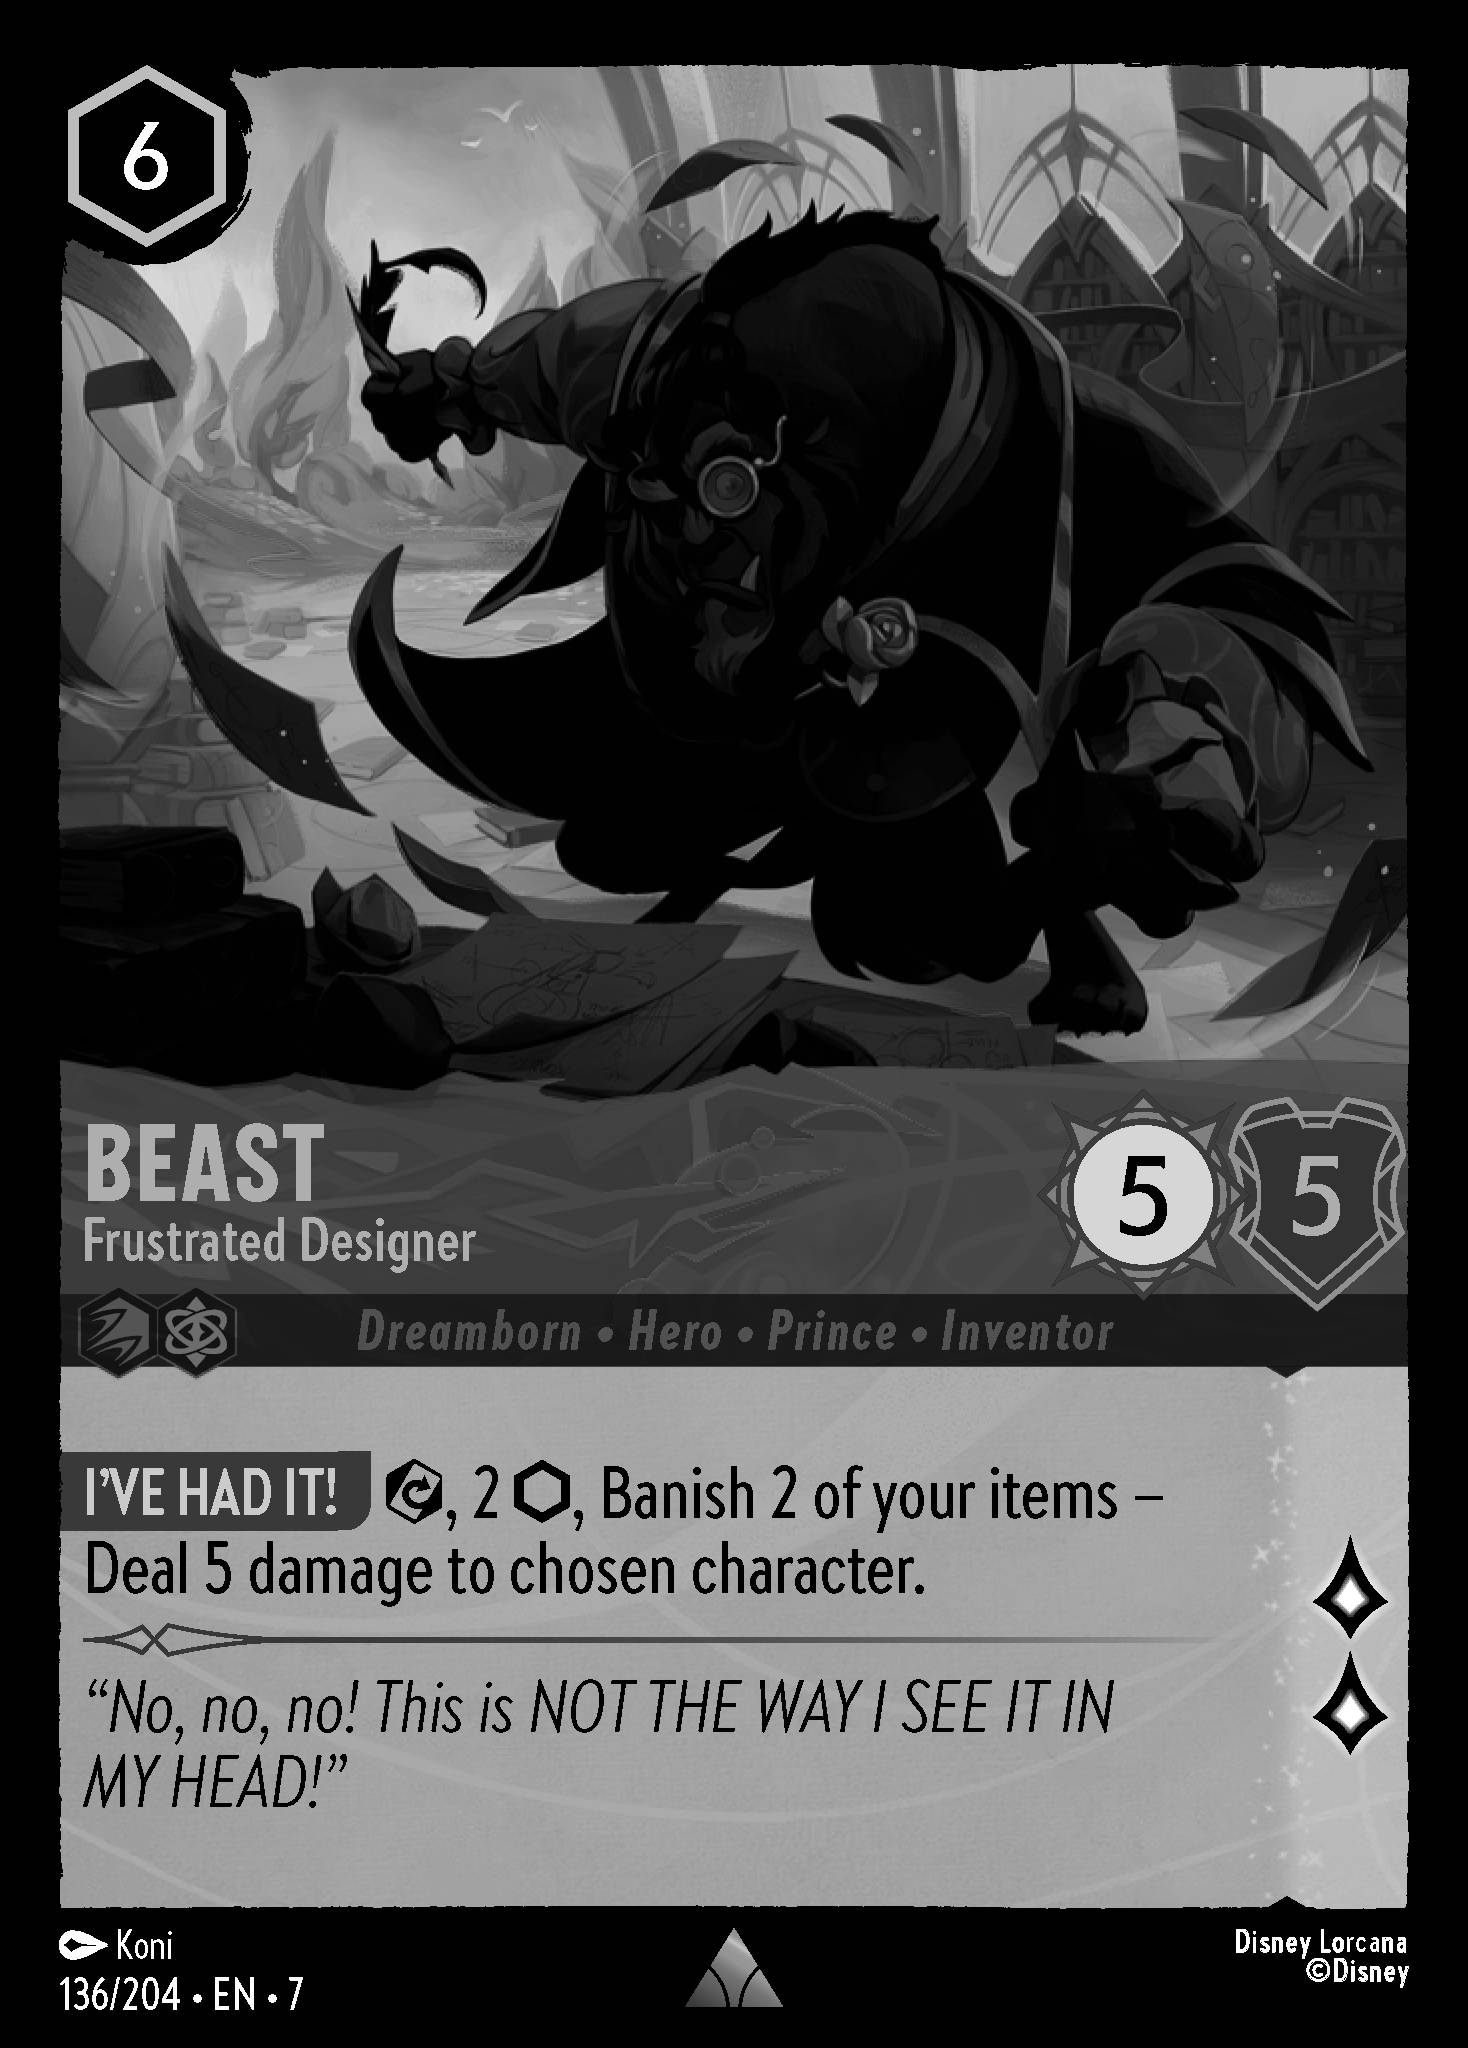 6
BEAST
Frustrated Designer
5 5
Dreamborn • Hero • Prince • Inventor
I'VE HAD IT! , 2 , Banish 2 of your items –
Deal 5 damage to chosen character.
“No, no, no! This is NOT THE WAY I SEE IT IN
MY HEAD!”
Koni
136/204 • EN • 7
Disney Lorcana
©Disney